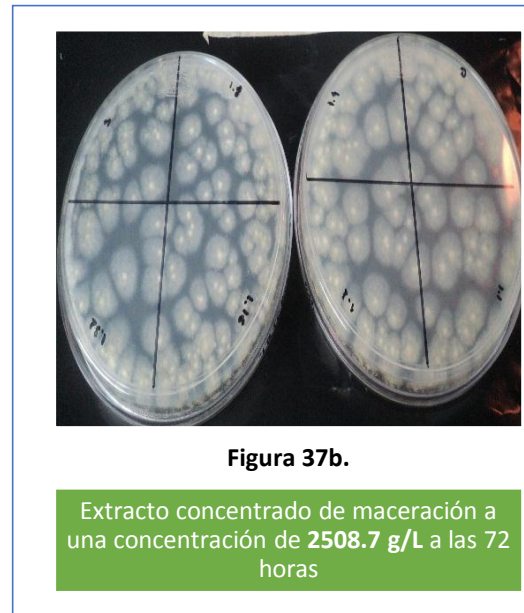 Figura 37b.
Extracto concentrado de maceración a
una concentración de 2508.7 g/L a las 72
horas